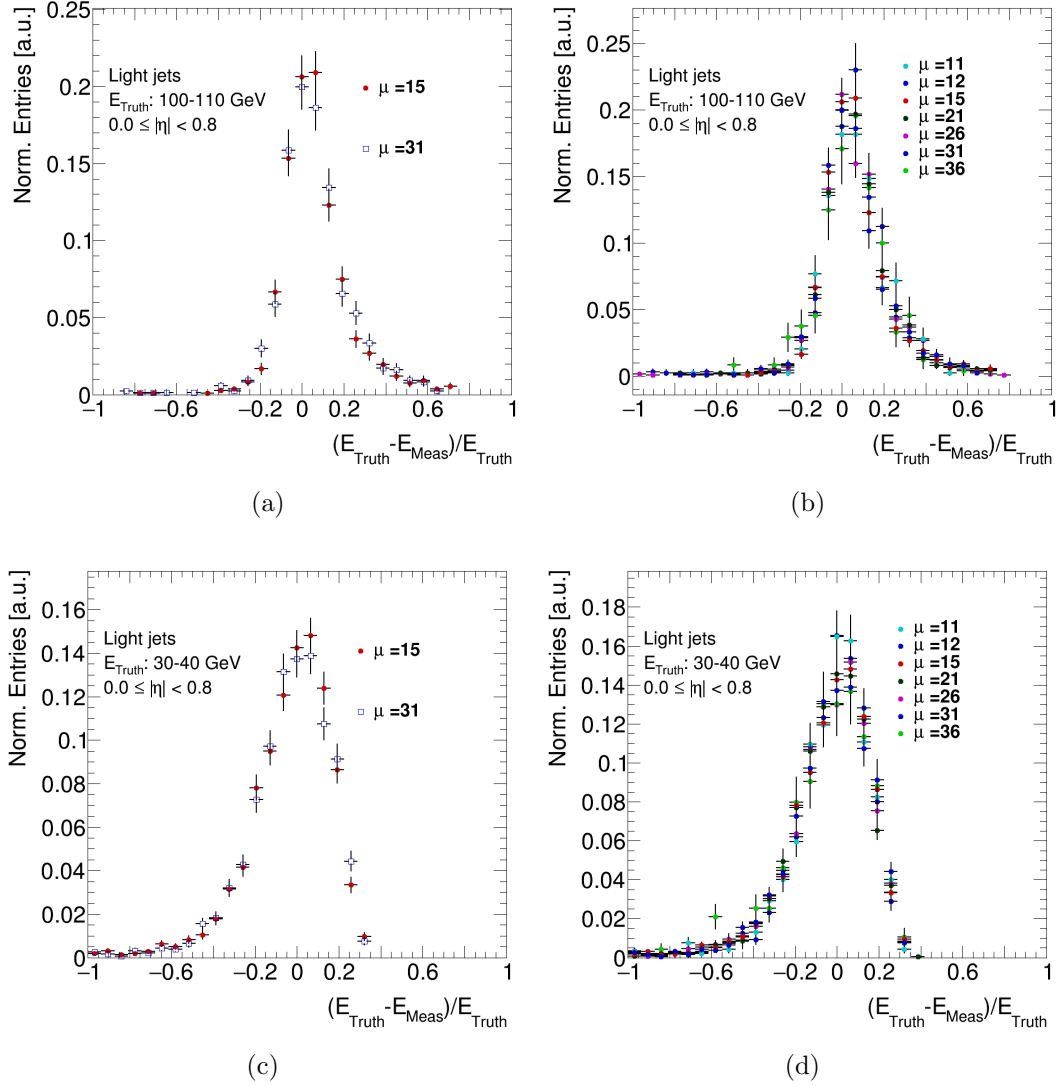 Norm. Entries [a.u.]
0.25
0.2
0.15
0.1
0.05
0
Light jets
E_Truth: 100-110 GeV
0.0 ≤ |η| < 0.8
μ =15
μ =31
−1 −0.6 −0.2 0 0.2 0.6 1
(E_Truth-E_Meas)/E_Truth
(a)
Norm. Entries [a.u.]
0.25
0.2
0.15
0.1
0.05
0
Light jets
E_Truth: 100-110 GeV
0.0 ≤ |η| < 0.8
μ =11
μ =12
μ =15
μ =21
μ =26
μ =31
μ =36
−1 −0.6 −0.2 0 0.2 0.6 1
(E_Truth-E_Meas)/E_Truth
(b)
Norm. Entries [a.u.]
0.16
0.14
0.12
0.1
0.08
0.06
0.04
0.02
0
Light jets
E_Truth: 30-40 GeV
0.0 ≤ |η| < 0.8
μ =15
μ =31
−1 −0.6 −0.2 0 0.2 0.6 1
(E_Truth-E_Meas)/E_Truth
(c)
Norm. Entries [a.u.]
0.18
0.16
0.14
0.12
0.1
0.08
0.06
0.04
0.02
0
Light jets
E_Truth: 30-40 GeV
0.0 ≤ |η| < 0.8
μ =11
μ =12
μ =15
μ =21
μ =26
μ =31
μ =36
−1 −0.6 −0.2 0 0.2 0.6 1
(E_Truth-E_Meas)/E_Truth
(d)